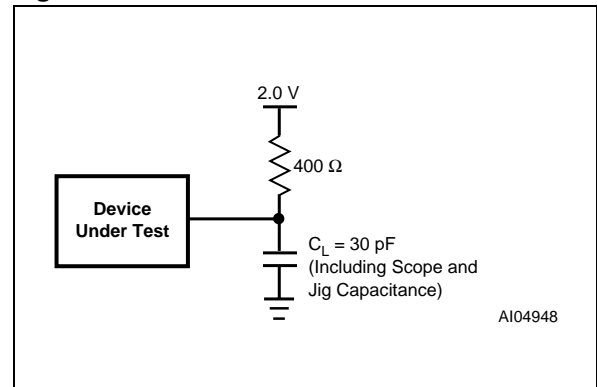 2.0 V
400 Ω
Device
Under Test
C_L = 30 pF
(Including Scope and
Jig Capacitance)
AI04948